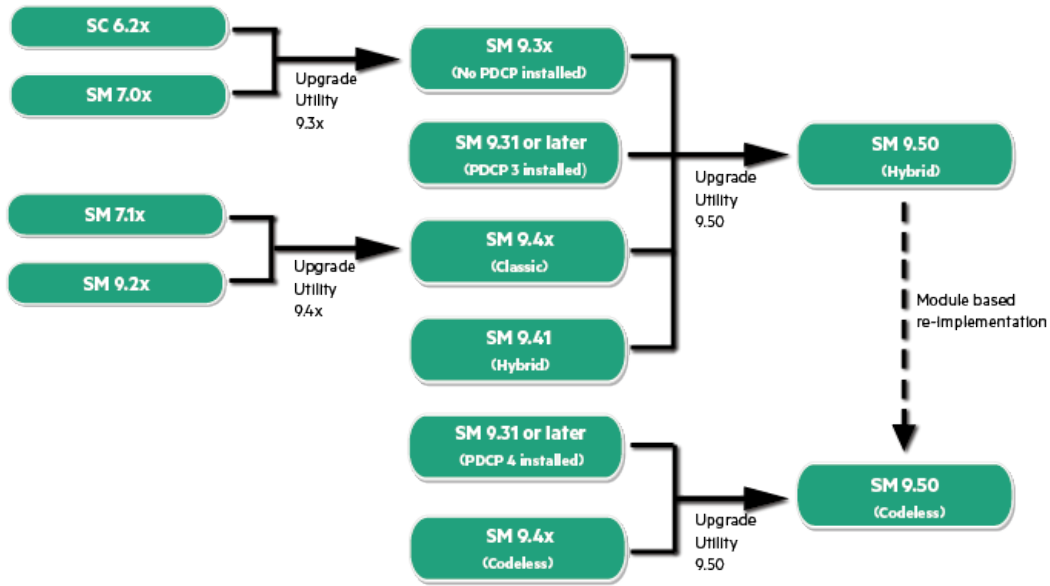 SC 6.2x
SM 7.0x
Upgrade
Utility
9.3x
SM 7.1x
SM 9.2x
Upgrade
Utility
9.4x
SM 9.3x
(No PDCP installed)
SM 9.31 or later
(PDCP 3 installed)
SM 9.4x
(Classic)
SM 9.41
(Hybrid)
Upgrade
Utility
9.50
SM 9.50
(Hybrid)
Module based
re-implementation
SM 9.31 or later
(PDCP 4 installed)
SM 9.4x
(Codeless)
Upgrade
Utility
9.50
SM 9.50
(Codeless)